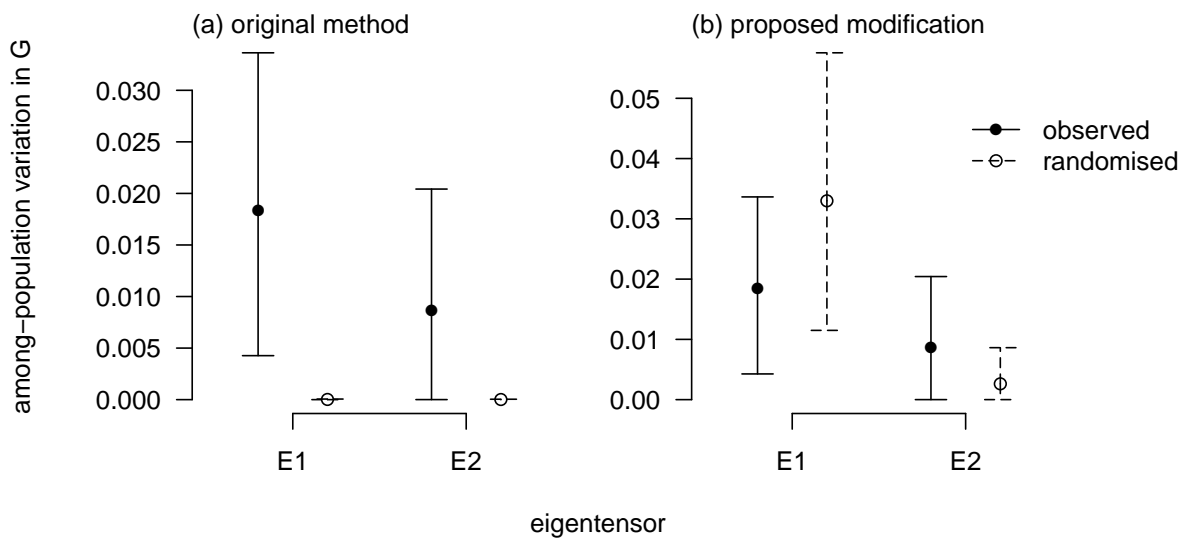 (a) original method
(b) proposed modification
among−population variation in G
0.030
0.025
0.020
0.015
0.010
0.005
0.000
E1
E2
0.05
0.04
0.03
0.02
0.01
0.00
E1
E2
observed
randomised
eigentensor